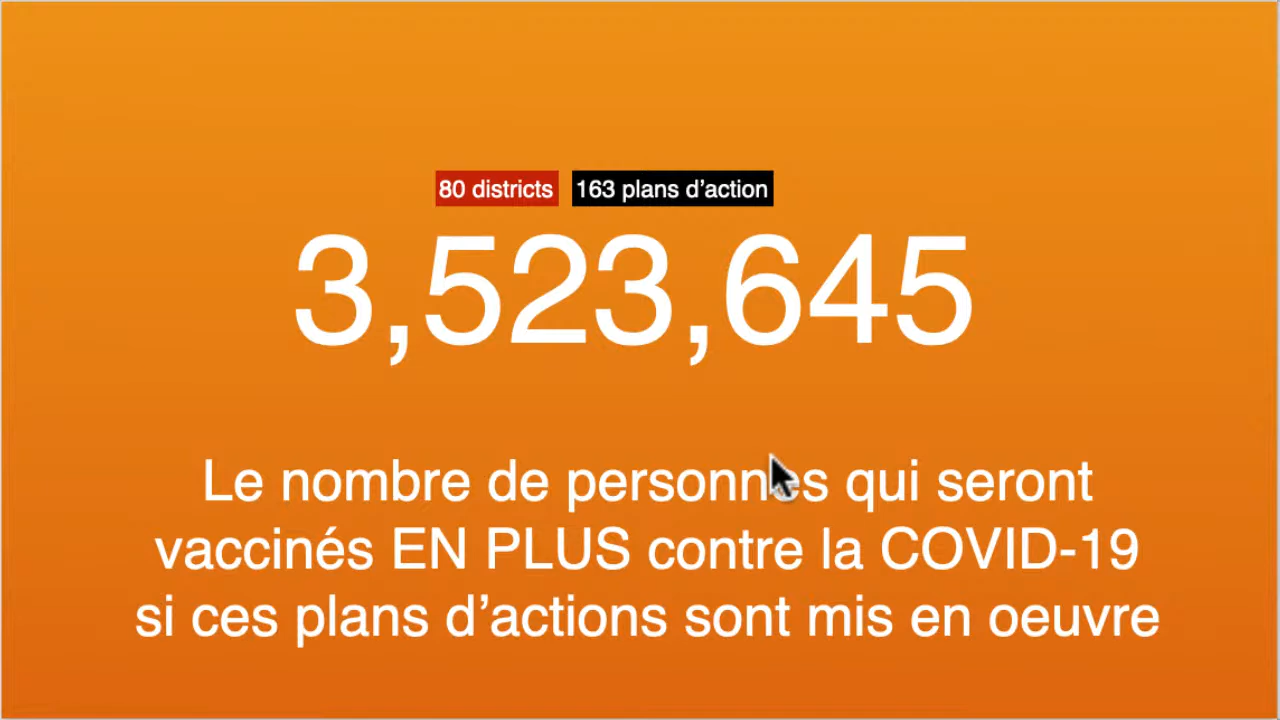 80 districts 163 plans d’action
3,523,645
Le nombre de personnes qui seront
vaccinés EN PLUS contre la COVID-19
si ces plans d’actions sont mis en oeuvre